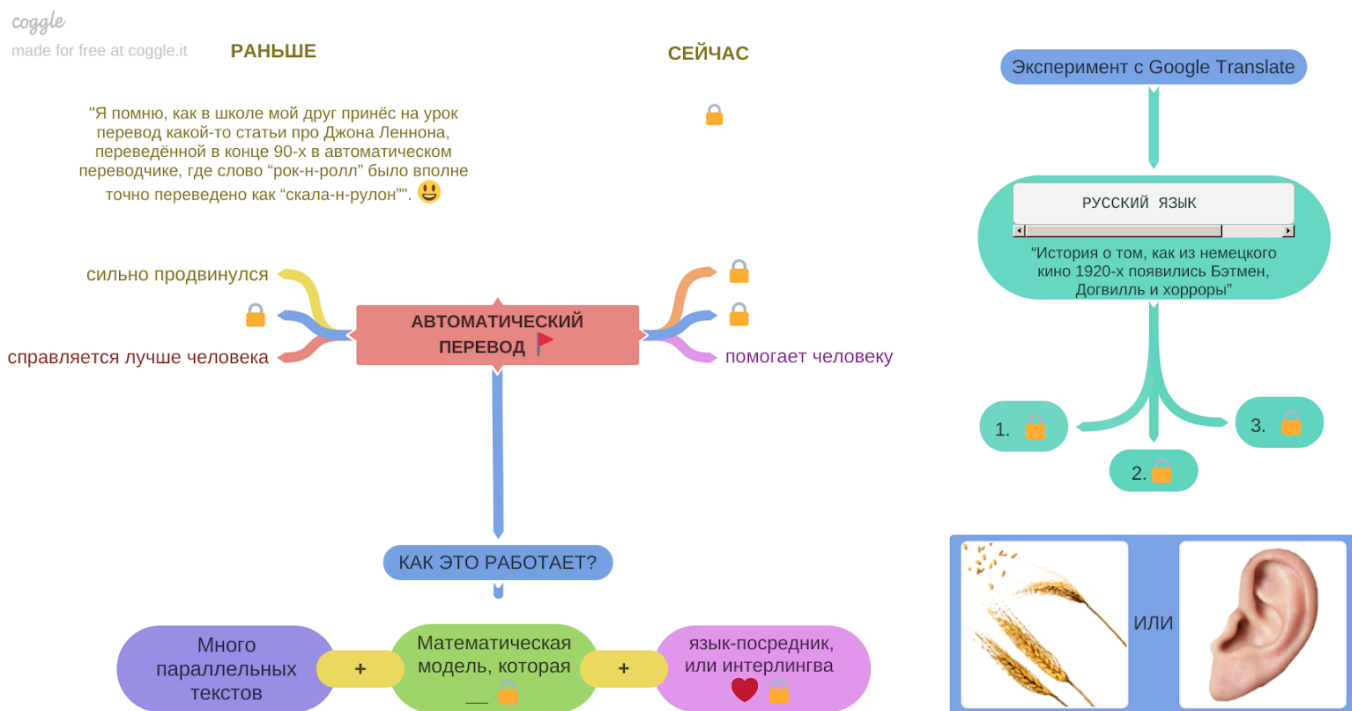 coggle
made for free at coggle.it
РАНЬШЕ
СЕЙЧАС
"Я помню, как в школе мой друг принёс на урок
перевод какой-то статьи про Джона Леннона,
переведённой в конце 90-х в автоматическом
переводчике, где слово “рок-н-ролл” было вполне
точно переведено как “скала-н-рулон”".
сильно продвинулся
справляется лучше человека
АВТОМАТИЧЕСКИЙ
ПЕРЕВОД
помогает человеку
КАК ЭТО РАБОТАЕТ?
Много
параллельных
текстов
+
Математическая
модель, которая
__
+
язык-посредник,
или интерлингва
Эксперимент с Google Translate
РУССКИЙ ЯЗЫК
“История о том, как из немецкого
кино 1920-х появились Бэтмен,
Догвилль и хорроры”
1.
2.
3.
ИЛИ